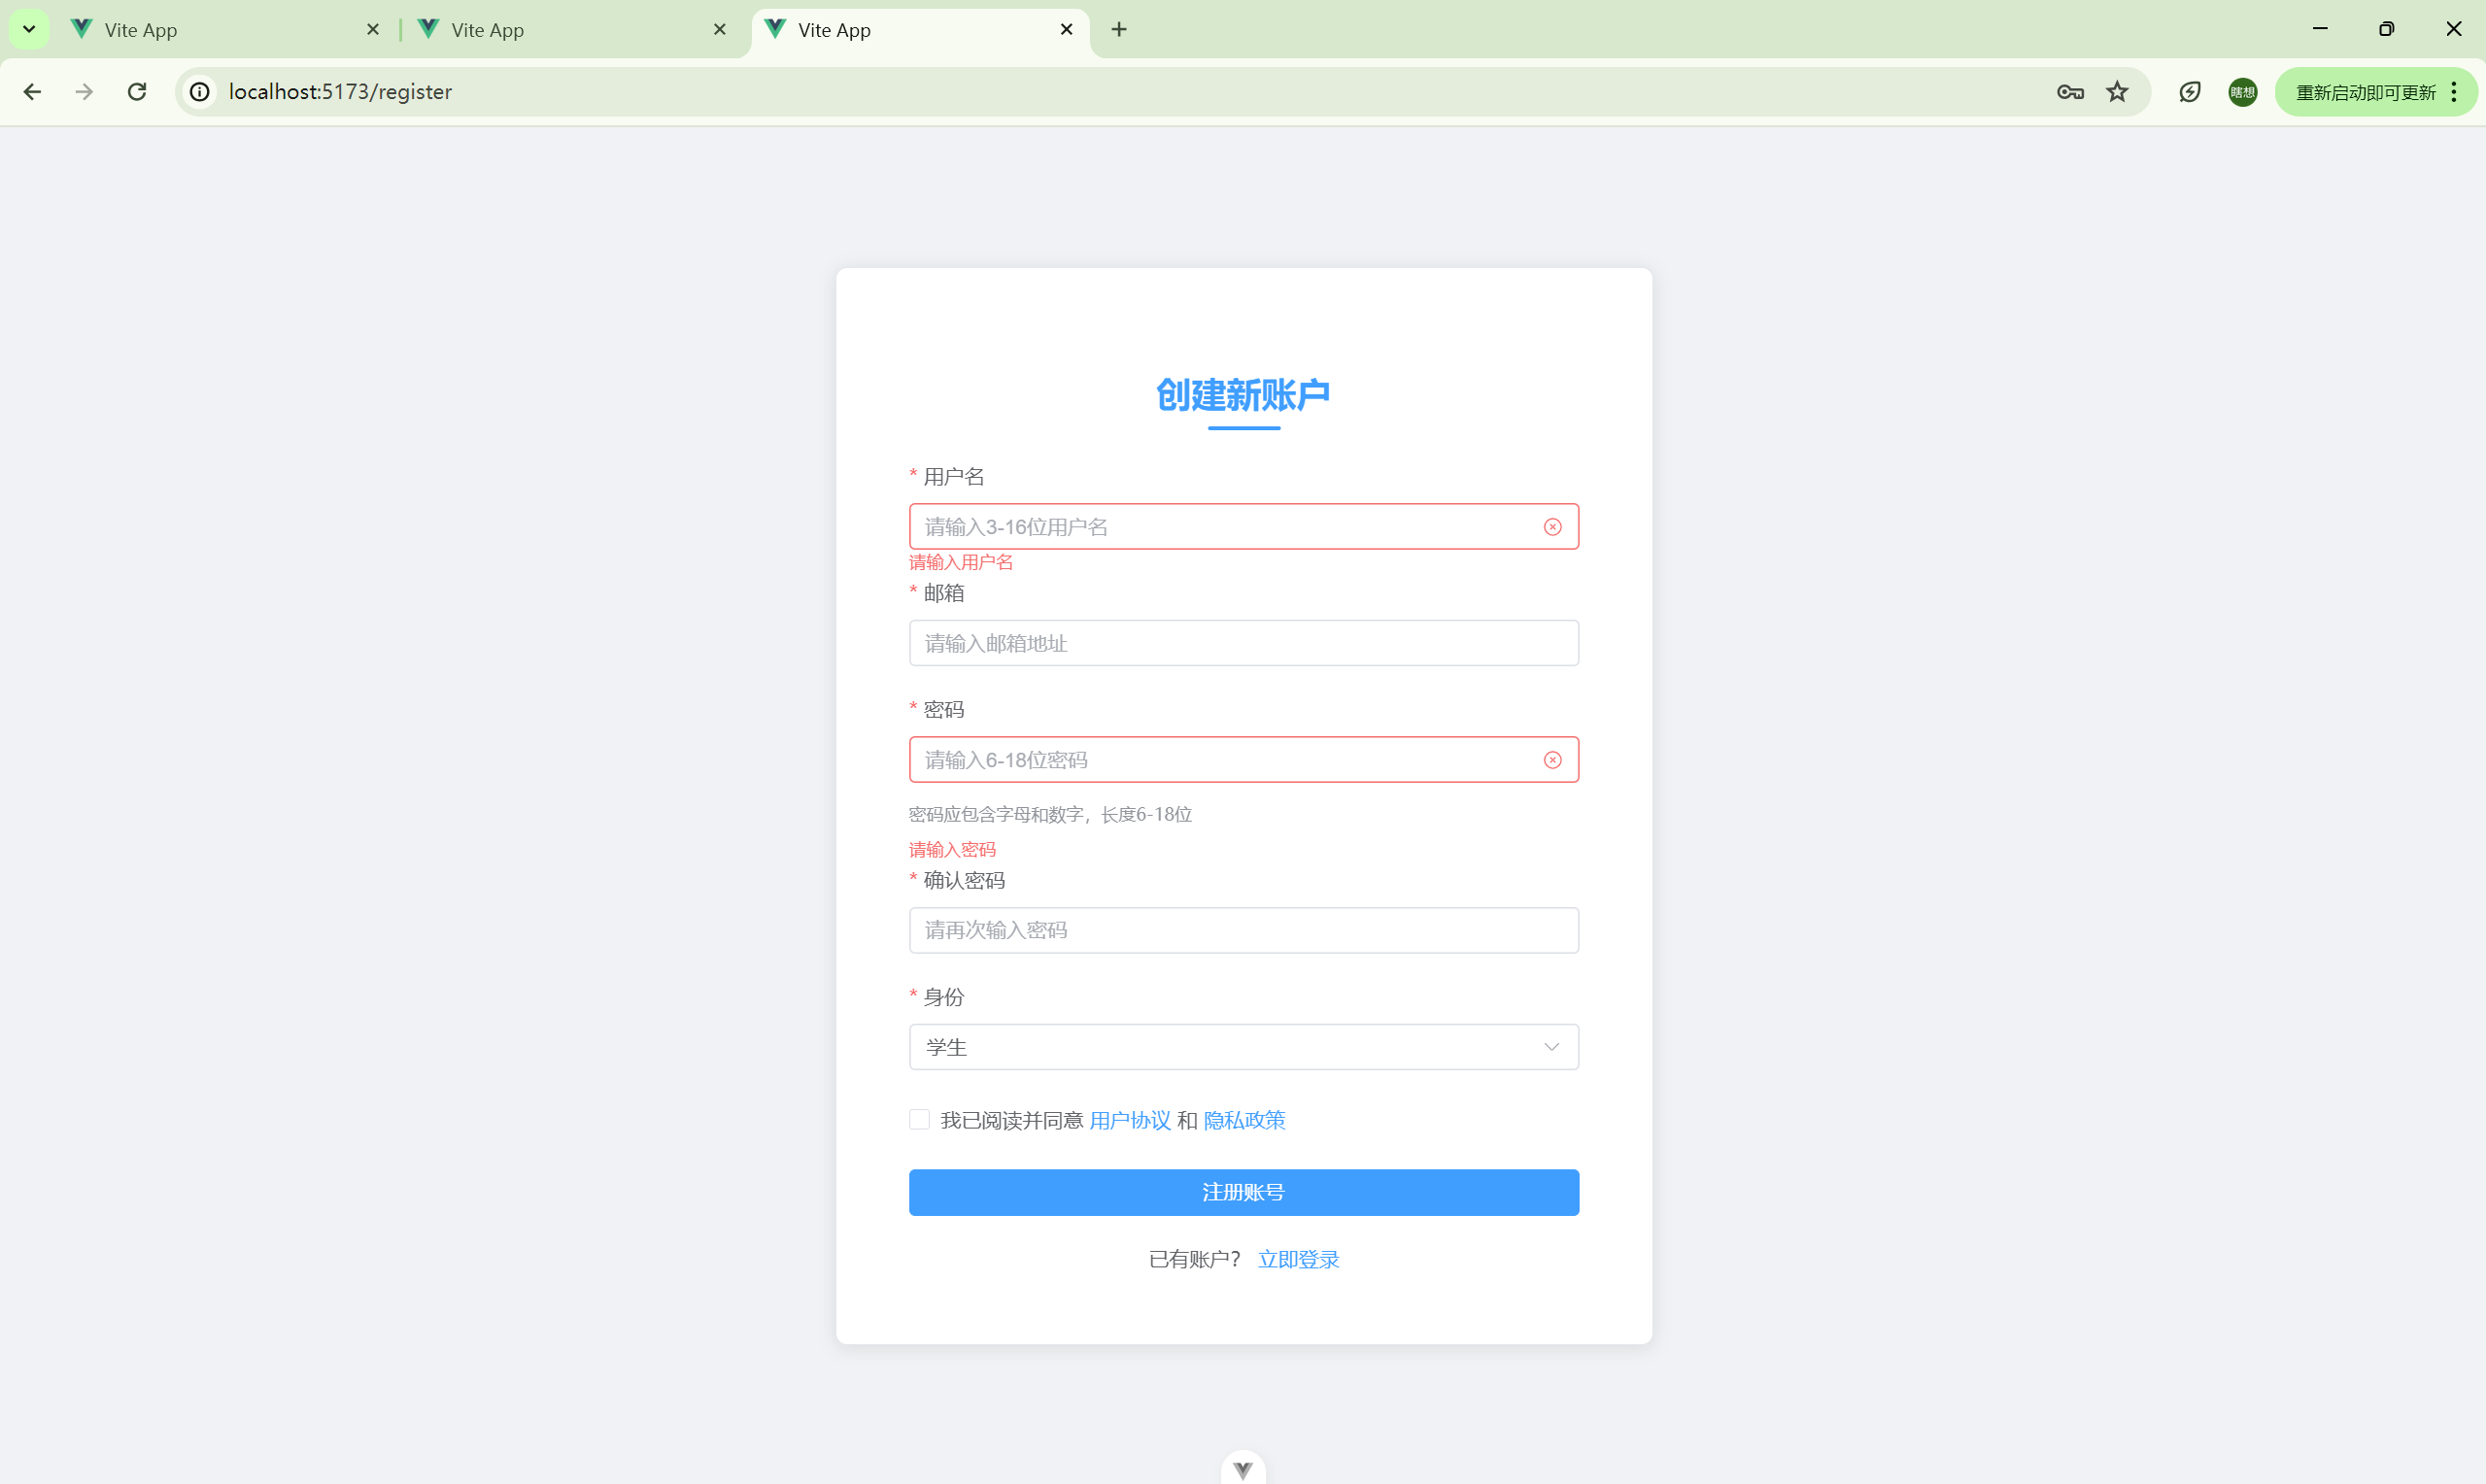 Vite App
Vite App
Vite App
localhost:5173/register
瞎想
重新启动即可更新
创建新账户
* 用户名
请输入3-16位用户名
请输入用户名
* 邮箱
请输入邮箱地址
* 密码
请输入6-18位密码
密码应包含字母和数字，长度6-18位
请输入密码
* 确认密码
请再次输入密码
* 身份
学生
我已阅读并同意 用户协议 和 隐私政策
注册账号
已有账户？ 立即登录